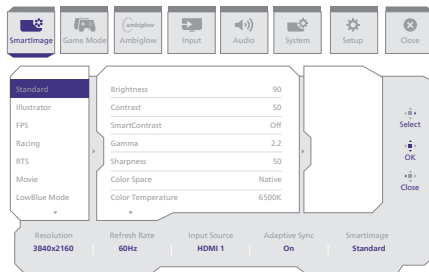 SmartImage
Game Mode
ambiglow
Ambiglow
Input
Audio
System
Setup
Close
Standard
Illustrator
FPS
Racing
RTS
Movie
LowBlue Mode
Brightness 90
Contrast 50
SmartContrast Off
Gamma 2.2
Sharpness 50
Color Space Native
Color Temperature 6500K
Select
OK
Close
Resolution Refresh Rate Input Source Adaptive Sync SmartImage
3840x2160 60Hz HDMI 1 On Standard